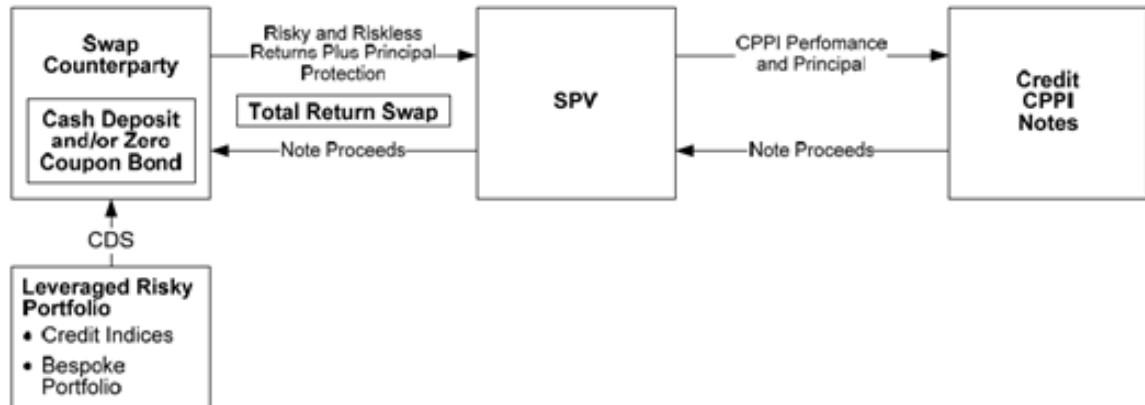 Swap
Counterparty
Cash Deposit
and/or Zero
Coupon Bond
Risky and Riskless
Returns Plus Principal
Protection
Total Return Swap
Note Proceeds
SPV
CPPI Perfomance
and Principal
Note Proceeds
Credit
CPPI
Notes
CDS
Leveraged Risky
Portfolio
• Credit Indices
• Bespoke
Portfolio